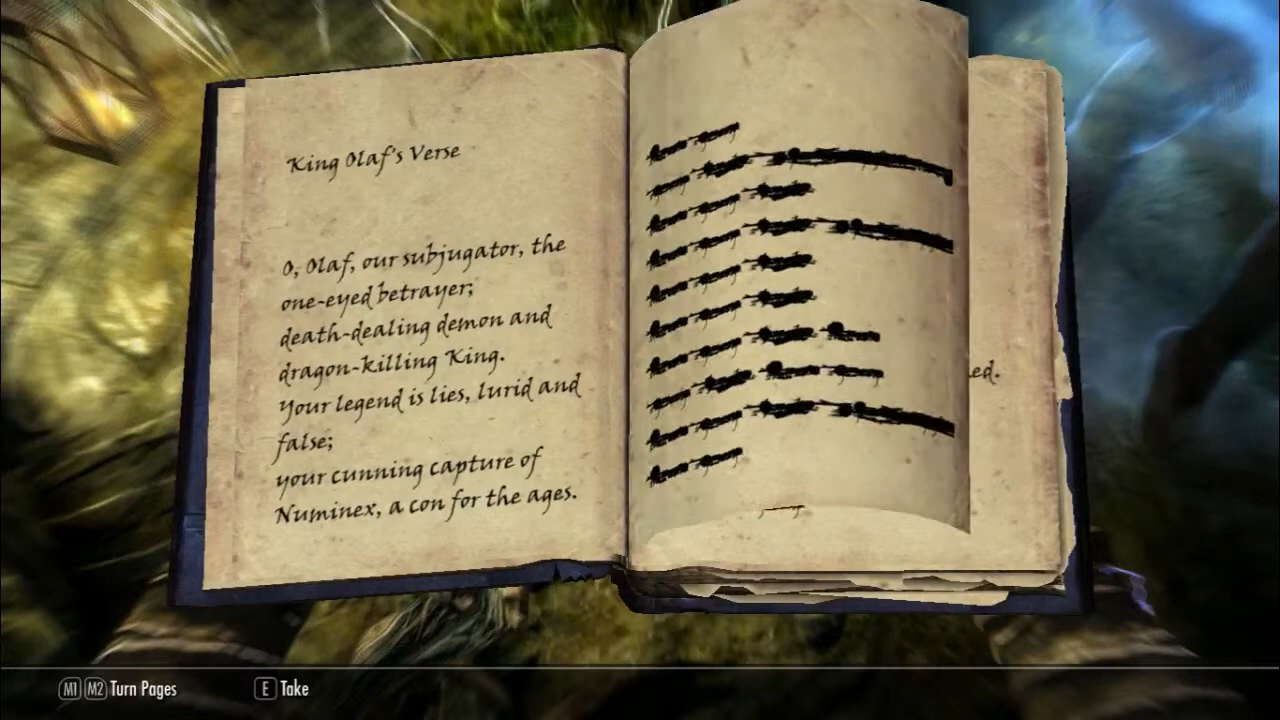 King Olaf's Verse
O, Olaf, our subjugator, the
one-eyed betrayer;
death-dealing demon and
dragon-killing King.
Your legend is lies, lurid and
false;
your cunning capture of
Numinex, a con for the ages.
ed.
M1 M2 Turn Pages
E Take